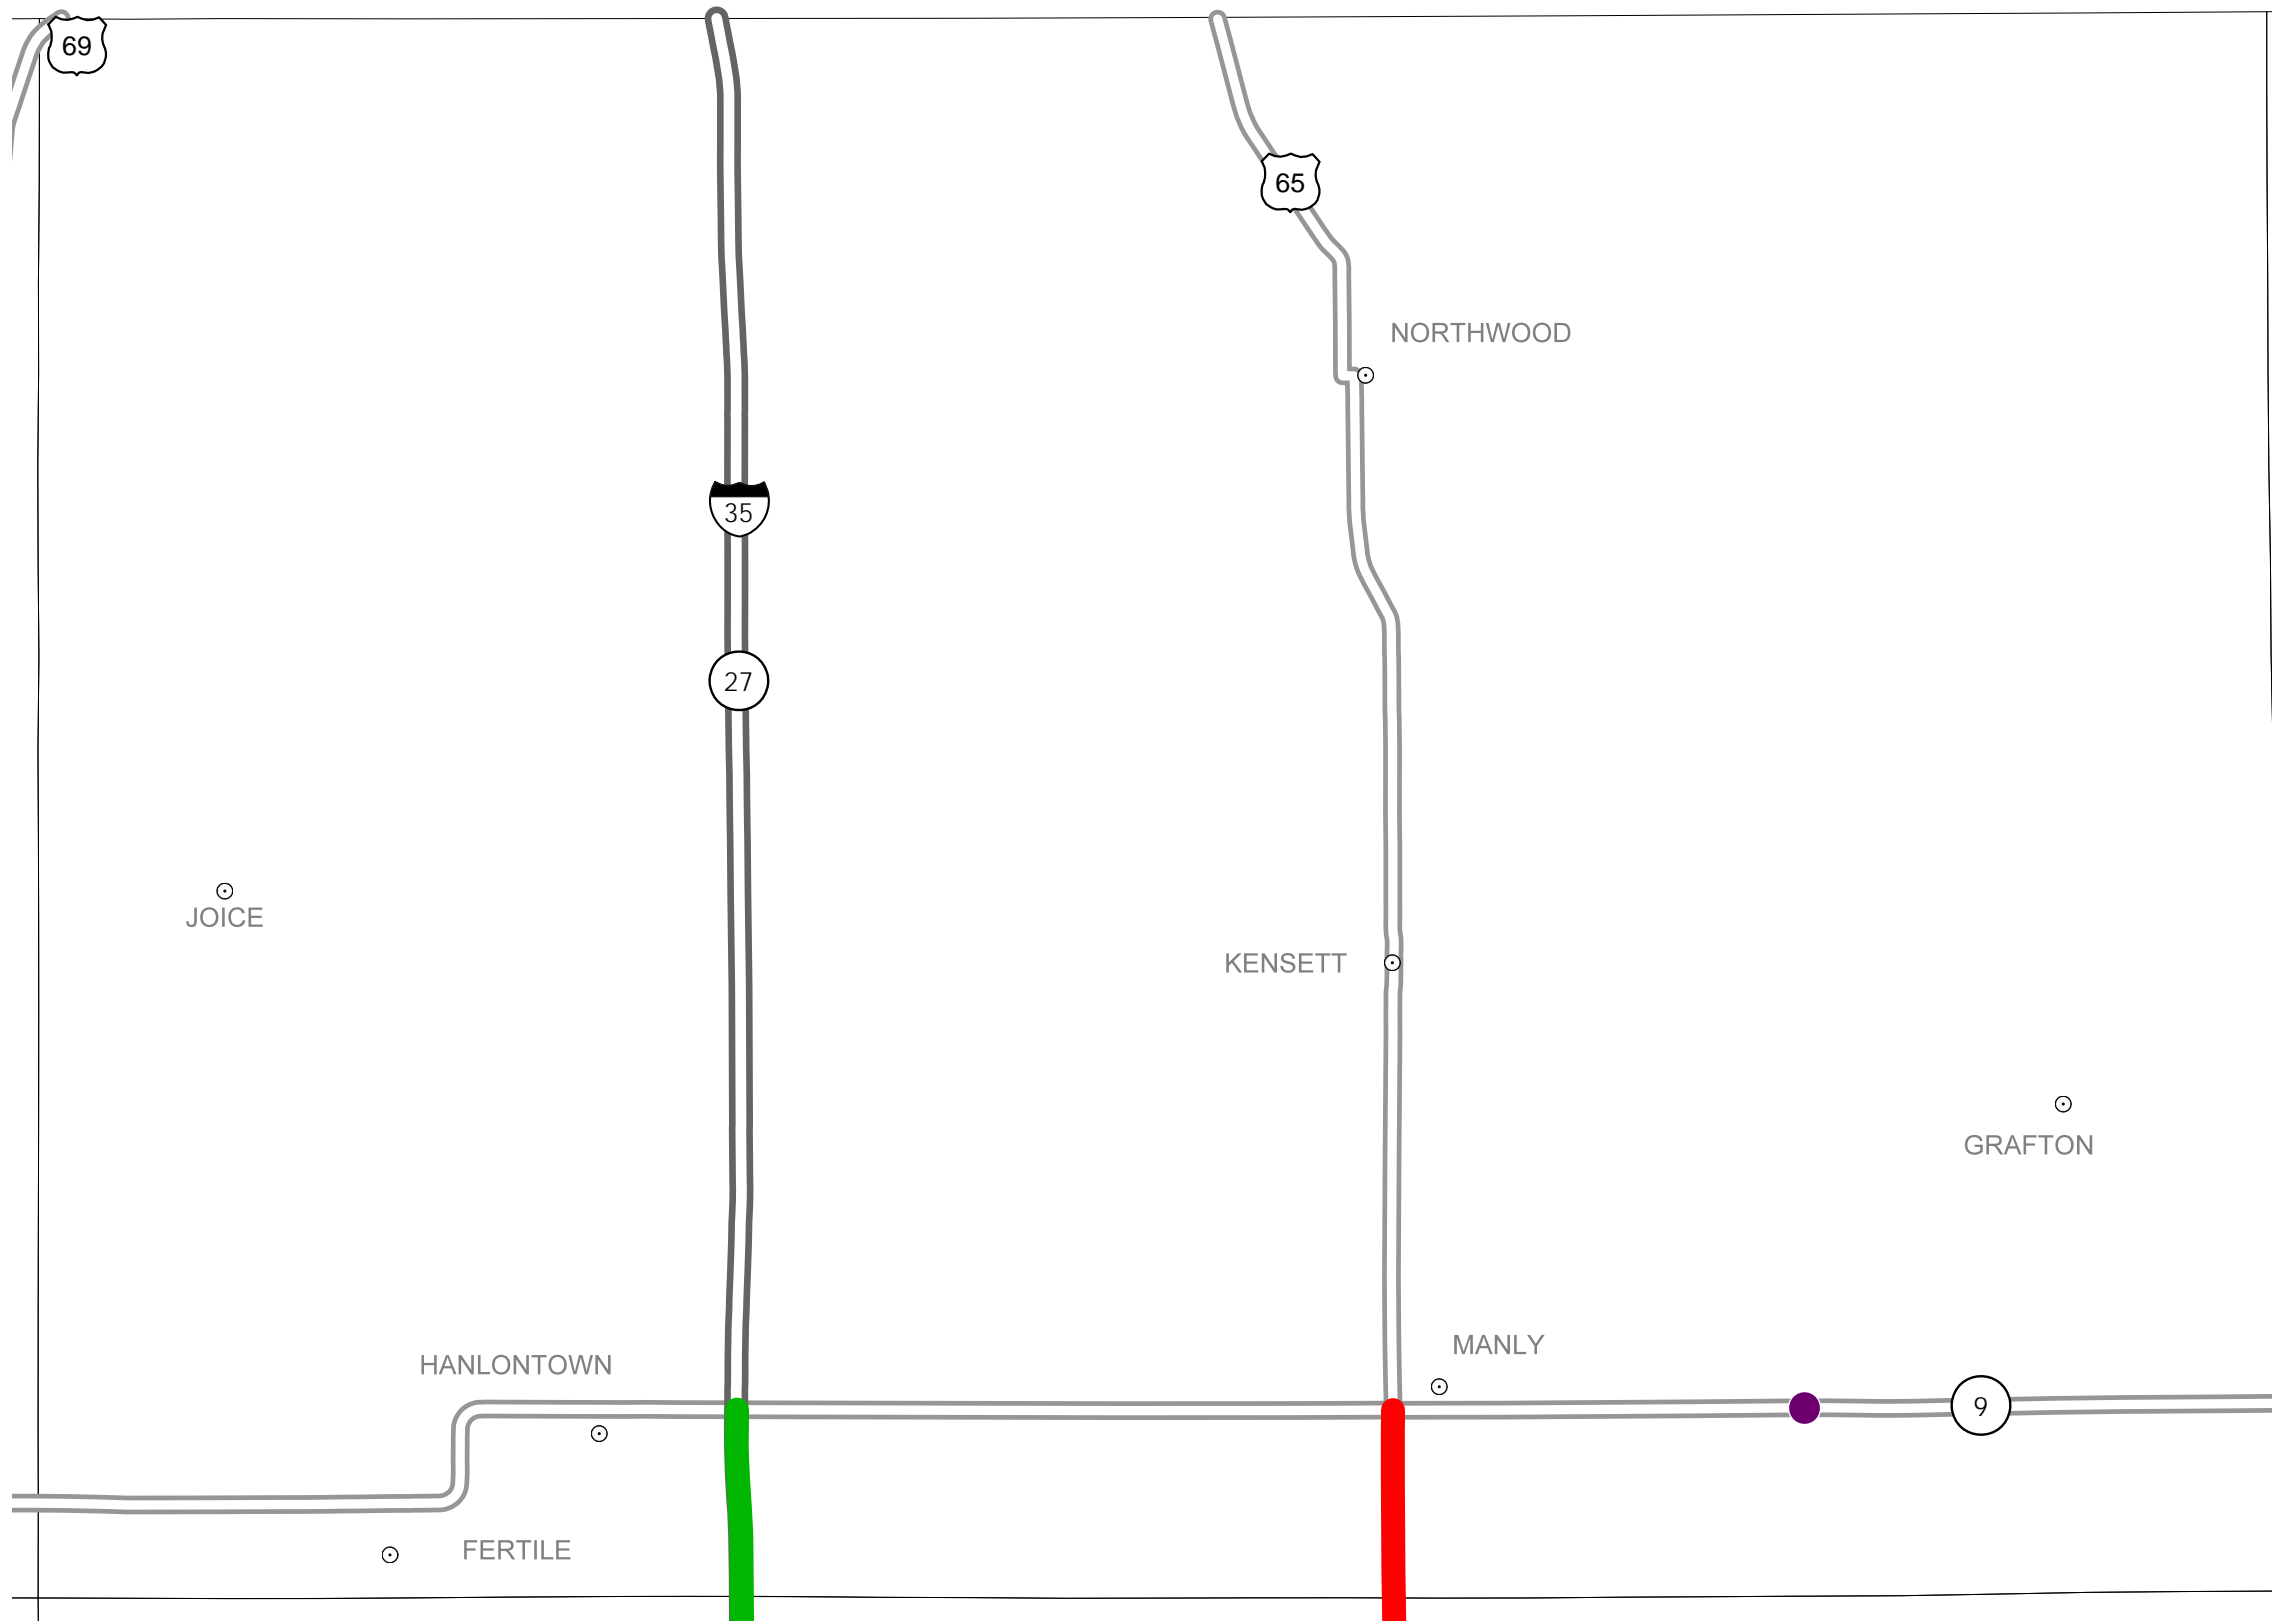 69
65
NORTHWOOD
35
27
JOICE
KENSETT
GRAFTON
MANLY
HANLONTOWN
9
FERTILE